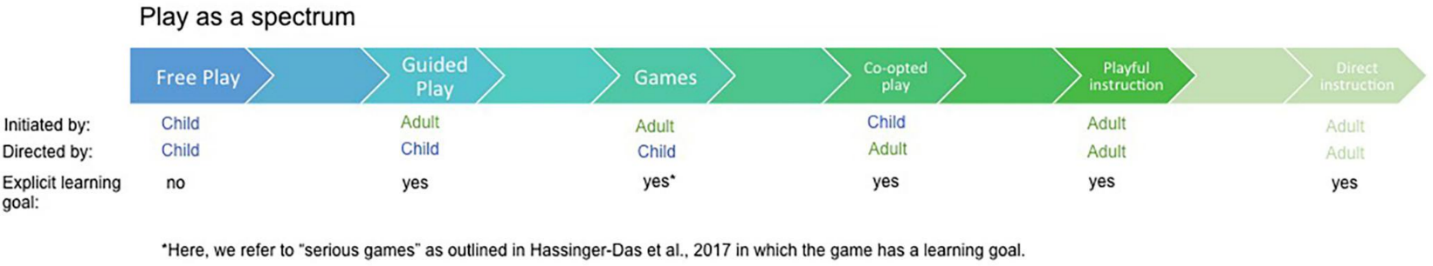 Play as a spectrum
Free Play Guided Play Games Co-opted play Playful instruction Direct instruction
Initiated by: Child Adult Adult Child Adult Adult
Directed by: Child Child Child Adult Adult Adult
Explicit learning goal: no yes yes* yes yes yes
*Here, we refer to “serious games” as outlined in Hassinger-Das et al., 2017 in which the game has a learning goal.